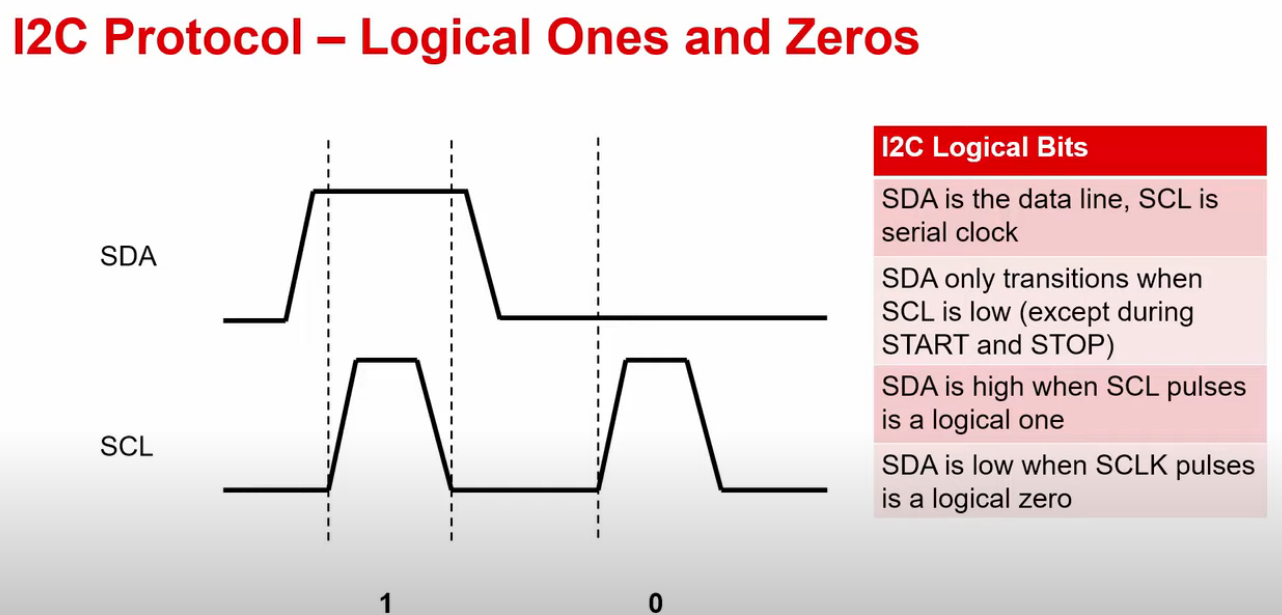 I2C Protocol – Logical Ones and Zeros
SDA
SCL
1
0
I2C Logical Bits
SDA is the data line, SCL is
serial clock
SDA only transitions when
SCL is low (except during
START and STOP)
SDA is high when SCL pulses
is a logical one
SDA is low when SCLK pulses
is a logical zero